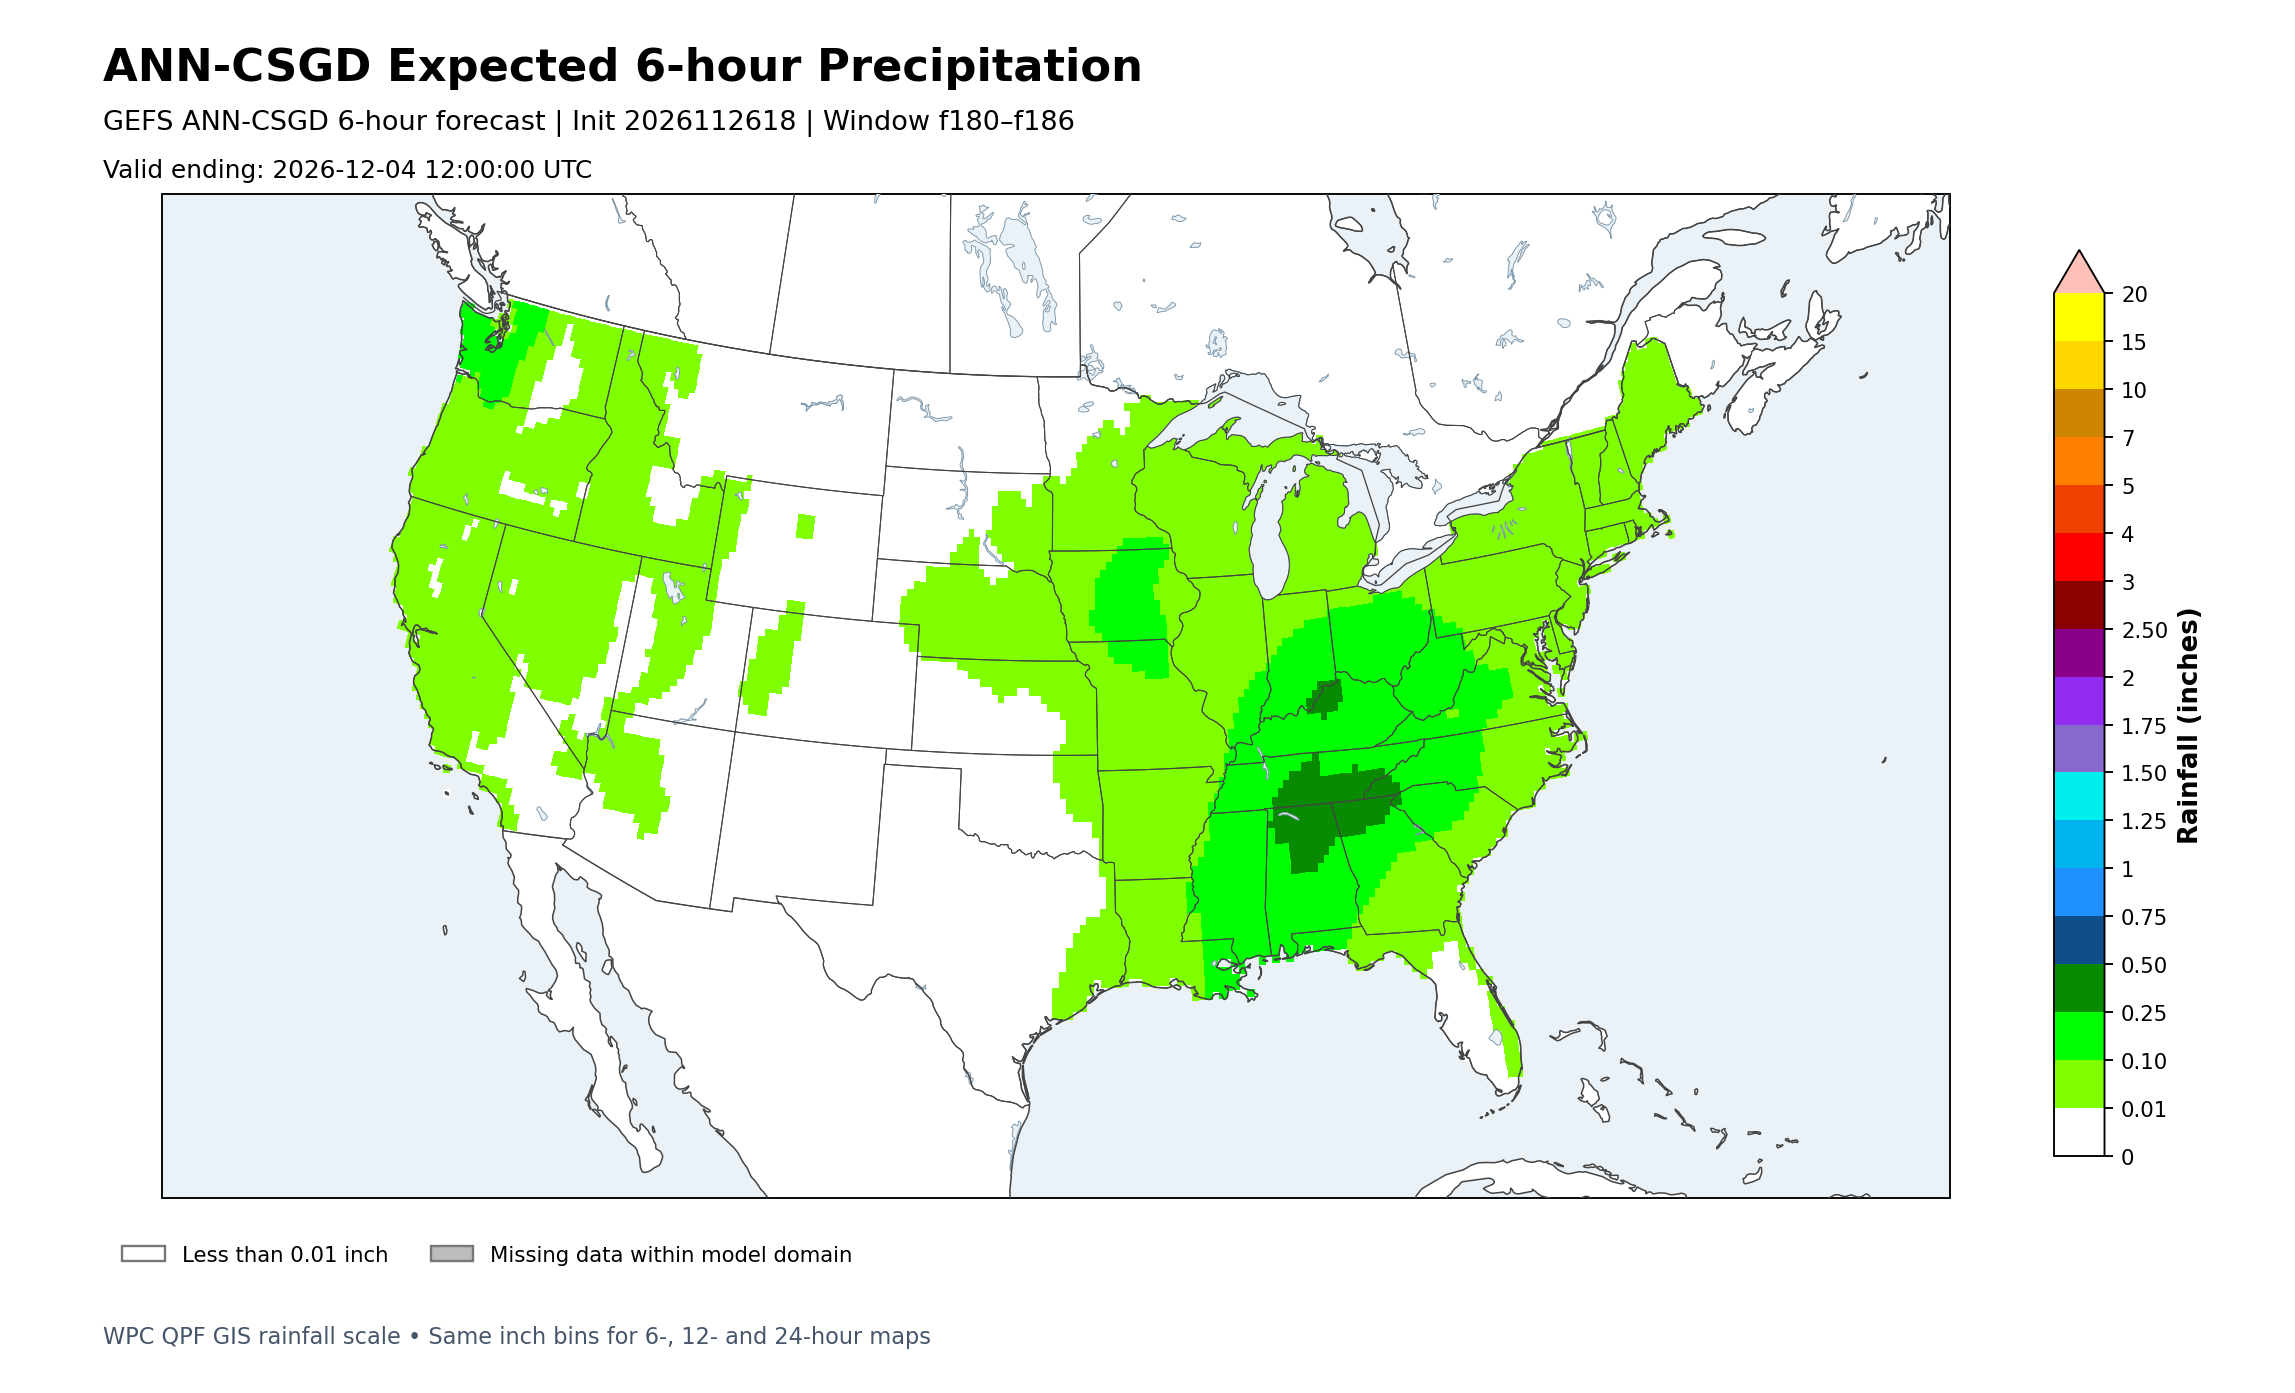 ANN-CSGD Expected 6-hour Precipitation
GEFS ANN-CSGD 6-hour forecast | Init 2026112618 | Window f180–f186
Valid ending: 2026-12-04 12:00:00 UTC
20
15
10
7
5
4
3
2.50
2
1.75
1.50
1.25
1
0.75
0.50
0.25
0.10
0.01
0
Rainfall (inches)
Less than 0.01 inch
Missing data within model domain
WPC QPF GIS rainfall scale • Same inch bins for 6-, 12- and 24-hour maps